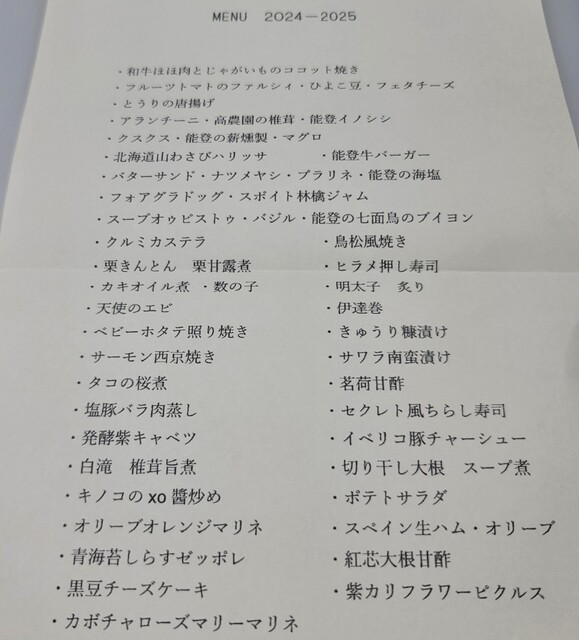 MENU 2024－2025
・和牛ほほ肉とじゃがいものココット焼き
・フルーツトマトのファルシィ・ひよこ豆・フェタチーズ
・とうりの唐揚げ
・アランチーニ・高農園の椎茸・能登イノシシ
・クスクス・能登の薪燻製・マグロ
・北海道山わさびハリッサ ・能登牛バーガー
・バターサンド・ナツメヤシ・プラリネ・能登の海塩
・フォアグラドッグ・スポイト林檎ジャム
・スープオゥピストゥ・バジル・能登の七面鳥のブイヨン
・クルミカステラ ・鳥松風焼き
・栗きんとん 栗甘露煮 ・ヒラメ押し寿司
・カキオイル煮 ・数の子 ・明太子 炙り
・天使のエビ ・伊達巻
・ベビーホタテ照り焼き ・きゅうり糠漬け
・サーモン西京焼き ・サワラ南蛮漬け
・タコの桜煮 ・茗荷甘酢
・塩豚バラ肉蒸し ・セクレト風ちらし寿司
・発酵紫キャベツ ・イベリコ豚チャーシュー
・白滝 椎茸旨煮 ・切り干し大根 スープ煮
・キノコのxo醬炒め ・ポテトサラダ
・オリーブオレンジマリネ ・スペイン生ハム・オリーブ
・青海苔しらすゼッポレ ・紅芯大根甘酢
・黒豆チーズケーキ ・紫カリフラワーピクルス
・カボチャローズマリーマリネ